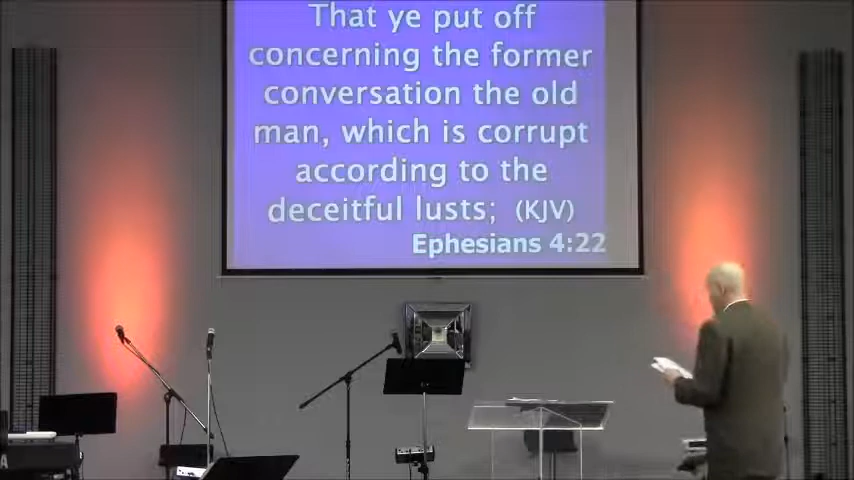 That ye put off
concerning the former
conversation the old
man, which is corrupt
according to the
deceitful lusts; (KJV)
Ephesians 4:22